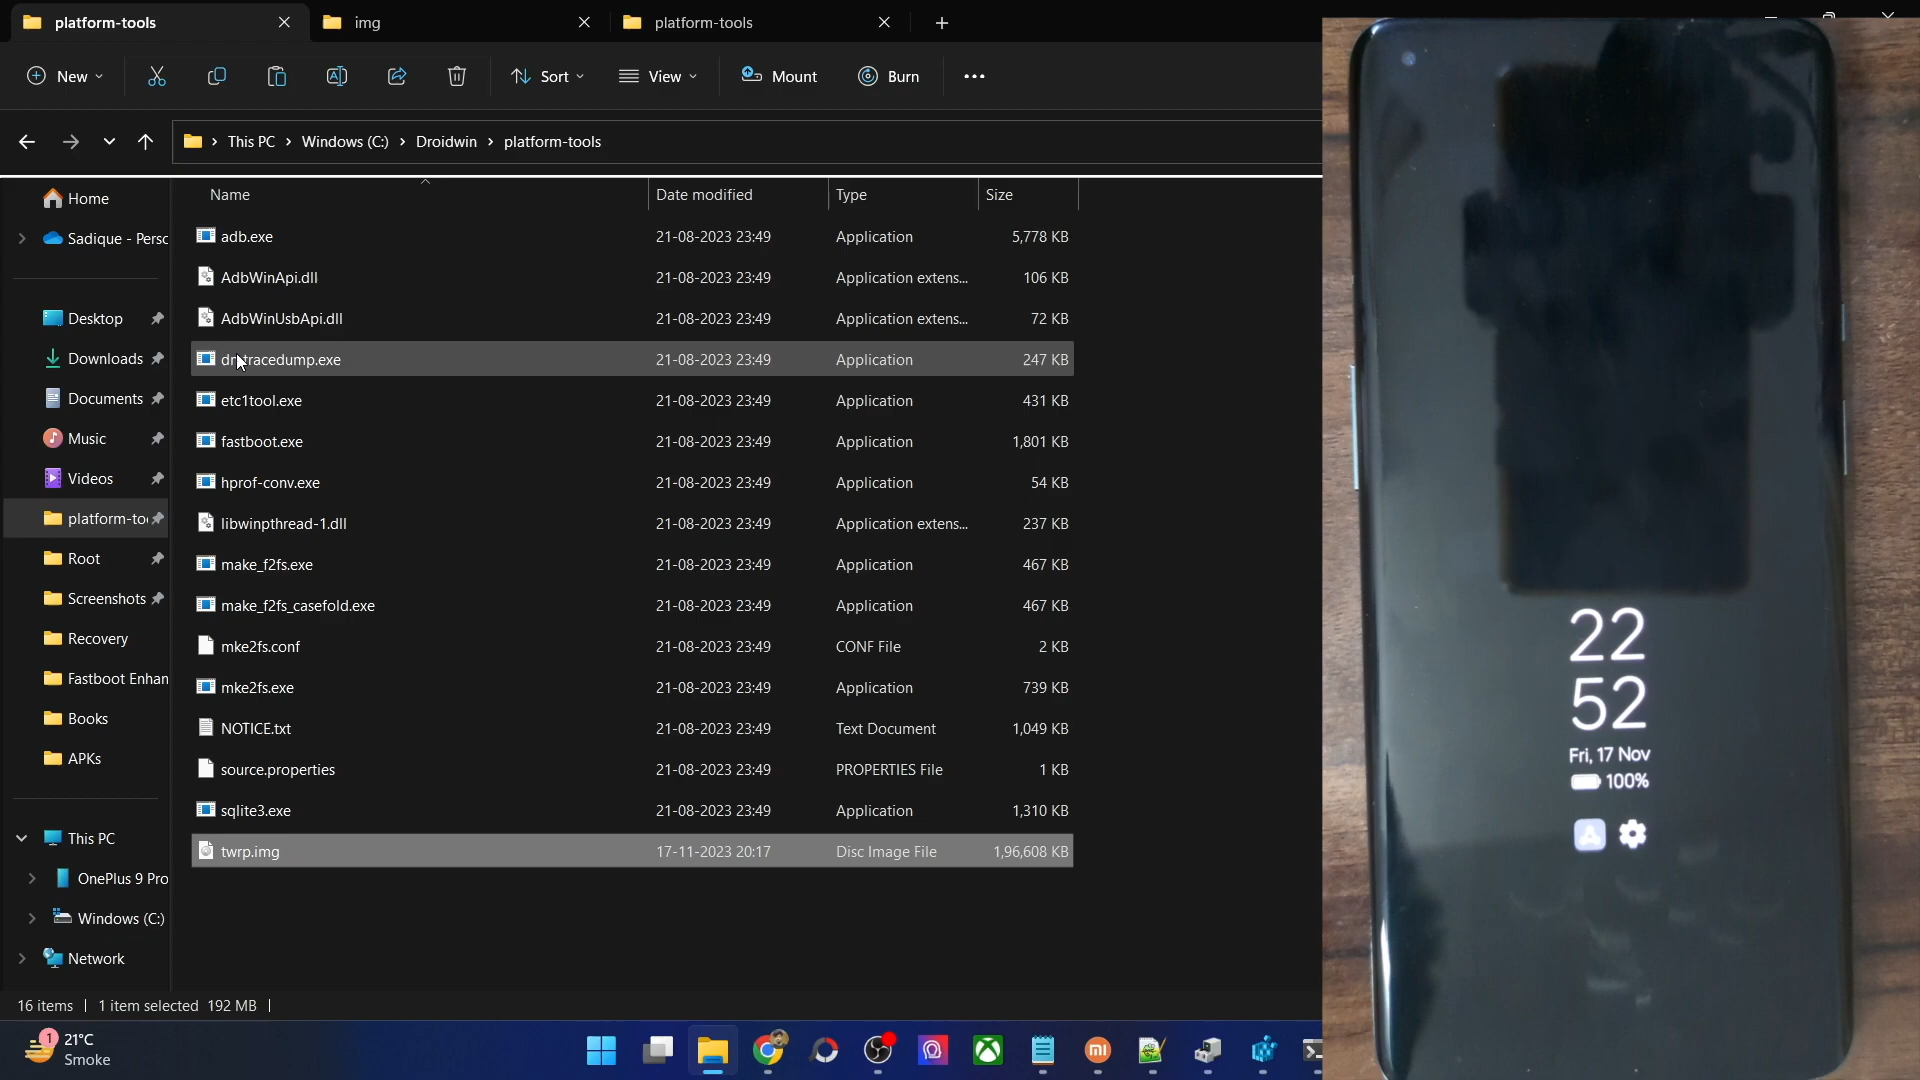 platform-tools
img
platform-tools
New
Sort
View
Mount
Burn
This PC > Windows (C:) > Droidwin > platform-tools
Name Date modified Type Size
Home
Sadique - Persc
Desktop
Downloads
Documents
Music
Videos
platform-to
Root
Screenshots
Recovery
Fastboot Enhan
Books
APKs
This PC
OnePlus 9 Pro
Windows (C:)
Network
adb.exe 21-08-2023 23:49 Application 5,778 KB
AdbWinApi.dll 21-08-2023 23:49 Application extens... 106 KB
AdbWinUsbApi.dll 21-08-2023 23:49 Application extens... 72 KB
tracedump.exe 21-08-2023 23:49 Application 247 KB
etc1tool.exe 21-08-2023 23:49 Application 431 KB
fastboot.exe 21-08-2023 23:49 Application 1,801 KB
hprof-conv.exe 21-08-2023 23:49 Application 54 KB
libwinpthread-1.dll 21-08-2023 23:49 Application extens... 237 KB
make_f2fs.exe 21-08-2023 23:49 Application 467 KB
make_f2fs_casefold.exe 21-08-2023 23:49 Application 467 KB
mke2fs.conf 21-08-2023 23:49 CONF File 2 KB
mke2fs.exe 21-08-2023 23:49 Application 739 KB
NOTICE.txt 21-08-2023 23:49 Text Document 1,049 KB
source.properties 21-08-2023 23:49 PROPERTIES File 1 KB
sqlite3.exe 21-08-2023 23:49 Application 1,310 KB
twrp.img 17-11-2023 20:17 Disc Image File 1,96,608 KB
16 items | 1 item selected 192 MB |
1
21°C
Smoke
22
52
Fri, 17 Nov
100%